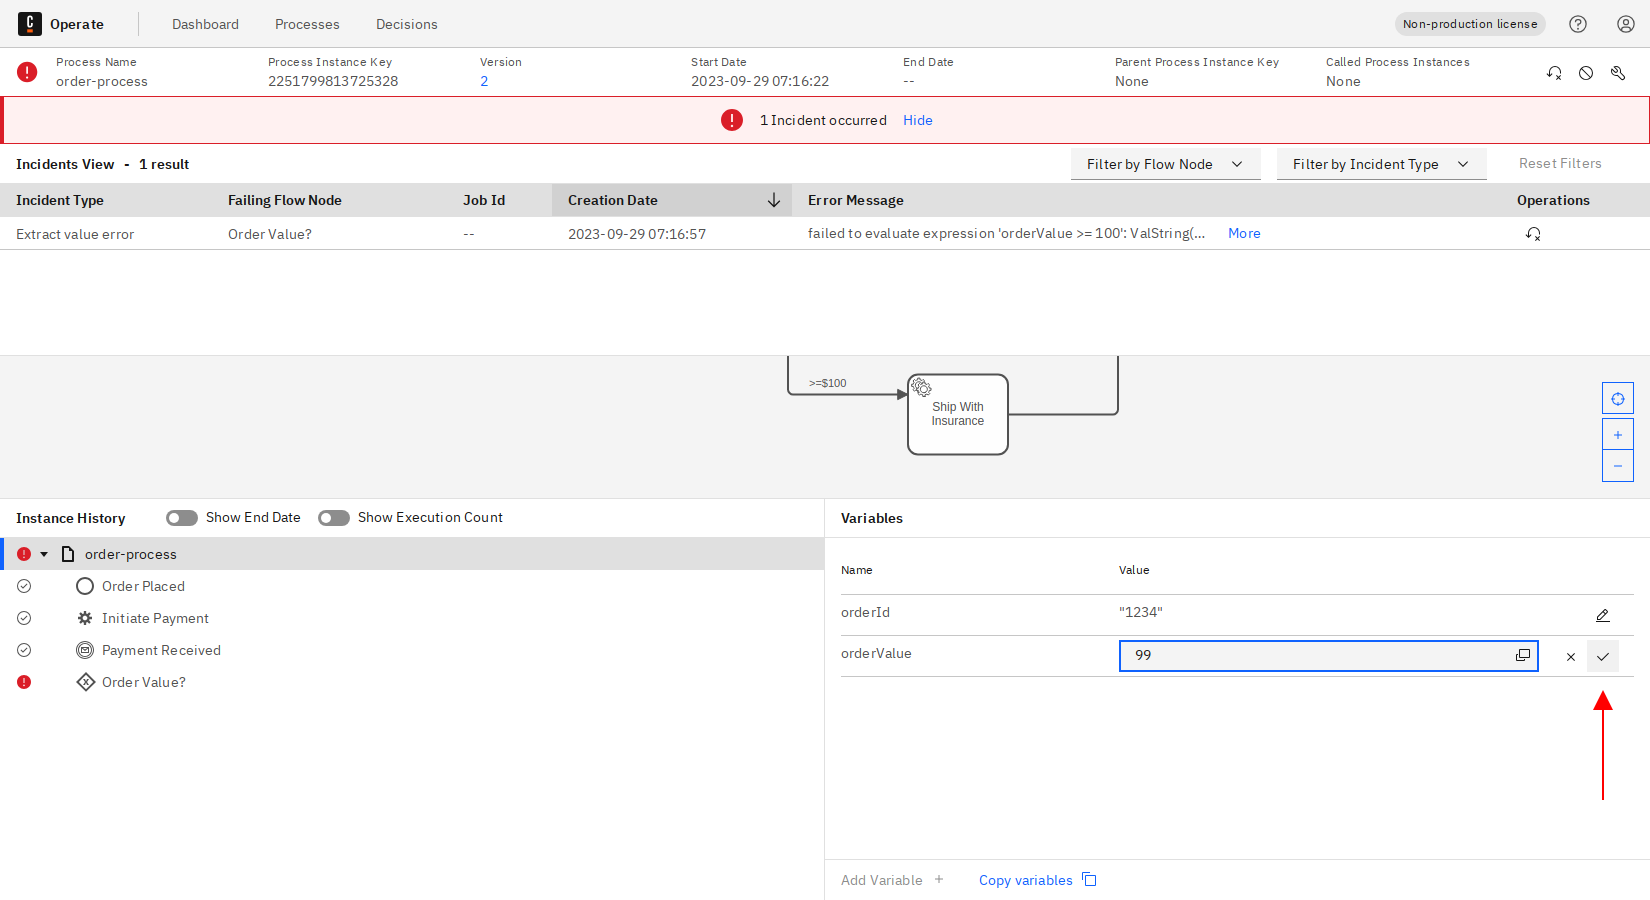 Operate Dashboard Processes Decisions Non-production license
Process Name Process Instance Key Version Start Date End Date Parent Process Instance Key Called Process Instances
order-process 2251799813725328 2 2023-09-29 07:16:22 -- None None
1 Incident occurred Hide
Incidents View - 1 result Filter by Flow Node Filter by Incident Type Reset Filters
Incident Type Failing Flow Node Job Id Creation Date Error Message Operations
Extract value error Order Value? -- 2023-09-29 07:16:57 failed to evaluate expression 'orderValue >= 100': ValString(... More
>=$100
Ship With
Insurance
Instance History Show End Date Show Execution Count
order-process
Order Placed
Initiate Payment
Payment Received
Order Value?
Variables
Name Value
orderId "1234"
orderValue 99
Add Variable + Copy variables